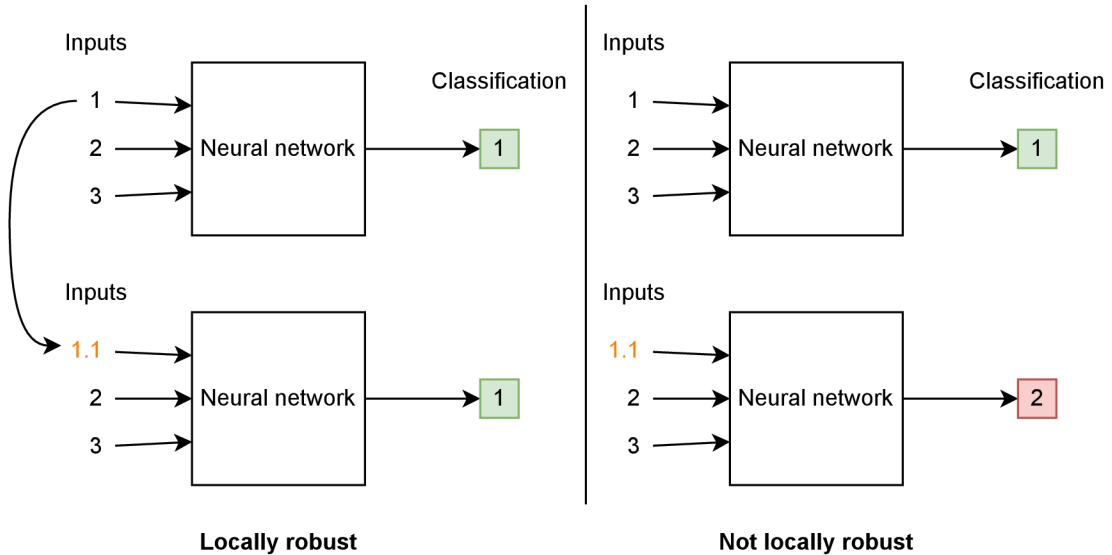 Inputs
Classification
1
2
3
Neural network
1
Inputs
1.1
2
3
Neural network
1
Locally robust
Inputs
Classification
1
2
3
Neural network
1
Inputs
1.1
2
3
Neural network
2
Not locally robust